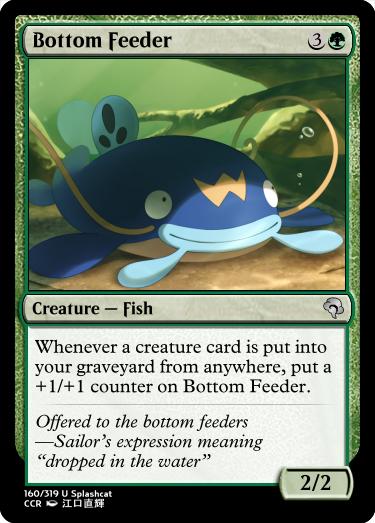 Bottom Feeder 3
Creature — Fish
Whenever a creature card is put into
your graveyard from anywhere, put a
+1/+1 counter on Bottom Feeder.
Offered to the bottom feeders
—Sailor's expression meaning
“dropped in the water”
2/2
160/319 U Splashcat
CCR 江口直輝